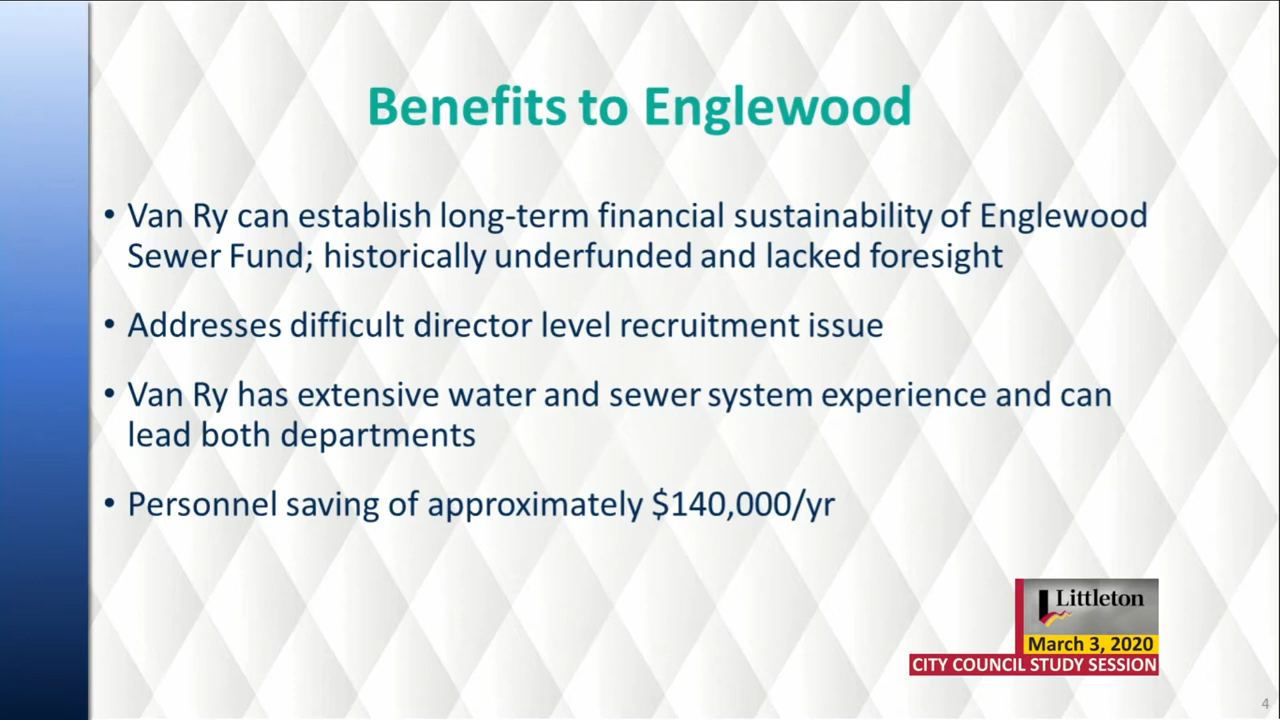 Benefits to Englewood
• Van Ry can establish long-term financial sustainability of Englewood
Sewer Fund; historically underfunded and lacked foresight
• Addresses difficult director level recruitment issue
• Van Ry has extensive water and sewer system experience and can
lead both departments
• Personnel saving of approximately $140,000/yr
Littleton
March 3, 2020
CITY COUNCIL STUDY SESSION
4